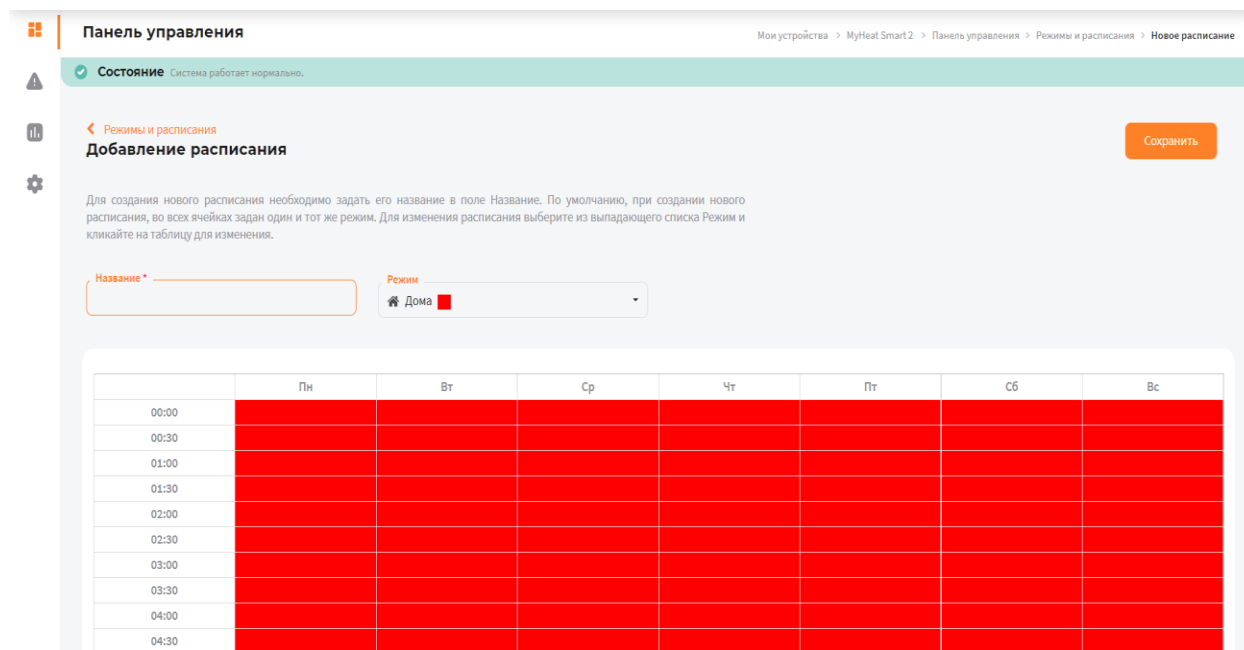 Панель управления
Мои устройства > MyHeat Smart 2 > Панель управления > Режимы и расписания > Новое расписание
Состояние Система работает нормально.
Режимы и расписания
Добавление расписания
Сохранить
Для создания нового расписания необходимо задать его название в поле Название. По умолчанию, при создании нового
расписания, во всех ячейках задан один и тот же режим. Для изменения расписания выберите из выпадающего списка Режим и
кликайте на таблицу для изменения.
Название *
Режим
Дома
Пн Вт Ср Чт Пт Сб Вс
00:00
00:30
01:00
01:30
02:00
02:30
03:00
03:30
04:00
04:30